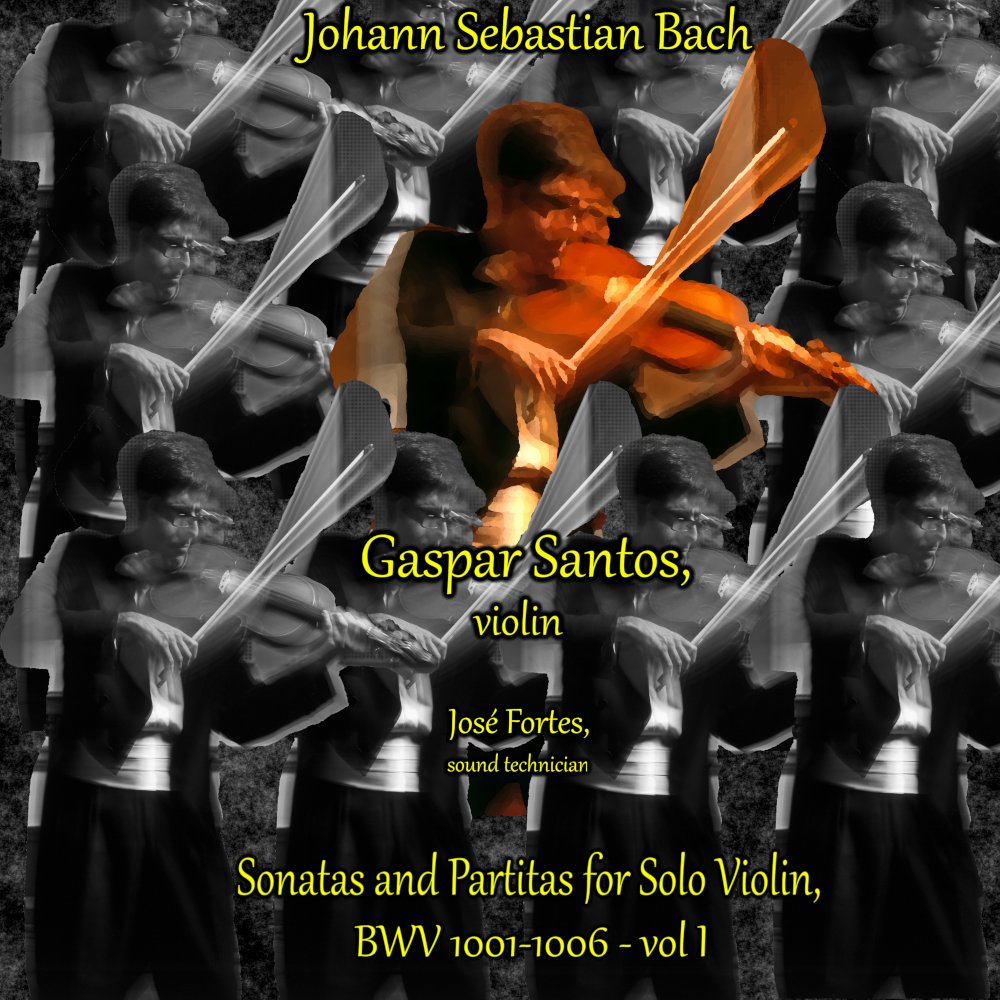 Johann Sebastian Bach
Gaspar Santos,
violin
José Fortes,
sound technician
Sonatas and Partitas for Solo Violin,
BWV 1001-1006 - vol I